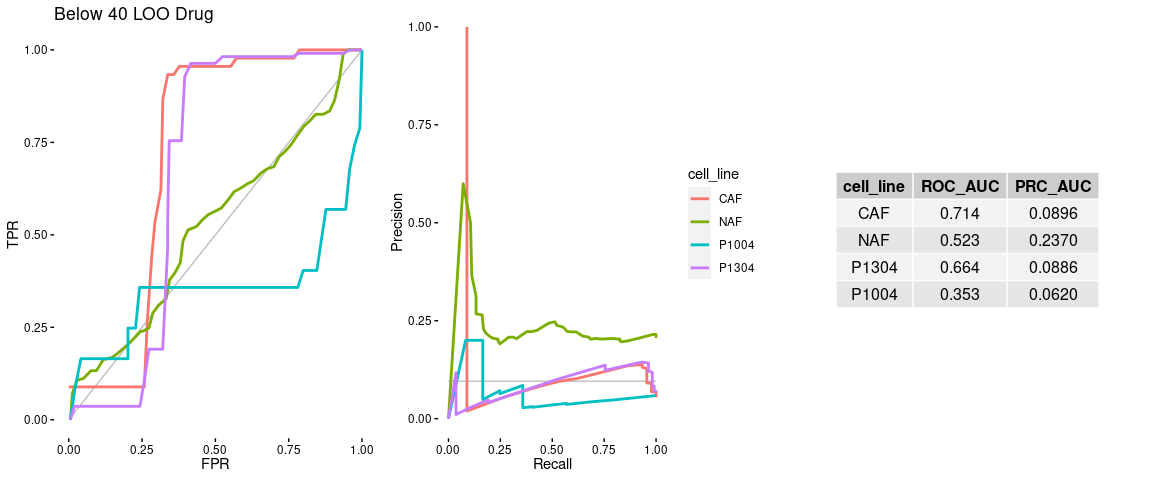 Below 40 LOO Drug
1.00
0.75
0.50
0.25
0.00
TPR
0.00 0.25 0.50 0.75 1.00
FPR
1.00
0.75
0.50
0.25
0.00
Precision
0.00 0.25 0.50 0.75 1.00
Recall
cell_line
CAF
NAF
P1004
P1304
cell_line ROC_AUC PRC_AUC
CAF 0.714 0.0896
NAF 0.523 0.2370
P1304 0.664 0.0886
P1004 0.353 0.0620